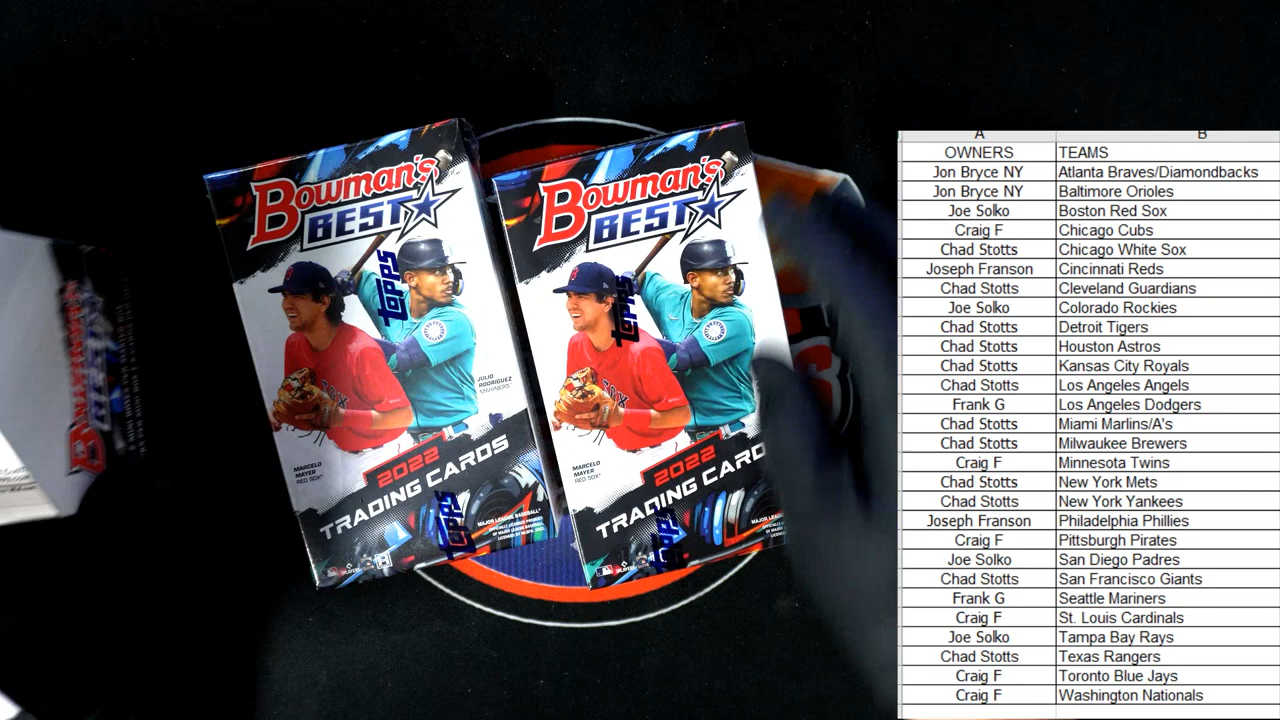 BOWMAN'S
BEST
TOPPS
JULIO
RODRIGUEZ
MARINERS
MARCELO
MAYER
RED SOX
2022
TRADING CARDS
TOPPS
MAJOR LEAGUE BASEBALL
BOWMAN'S
BEST
TOPPS
MARCELO
MAYER
RED SOX
2022
TRADING CARD
BEST
A B
OWNERS TEAMS
Jon Bryce NY Atlanta Braves/Diamondbacks
Jon Bryce NY Baltimore Orioles
Joe Solko Boston Red Sox
Craig F Chicago Cubs
Chad Stotts Chicago White Sox
Joseph Franson Cincinnati Reds
Chad Stotts Cleveland Guardians
Joe Solko Colorado Rockies
Chad Stotts Detroit Tigers
Chad Stotts Houston Astros
Chad Stotts Kansas City Royals
Chad Stotts Los Angeles Angels
Frank G Los Angeles Dodgers
Chad Stotts Miami Marlins/A's
Chad Stotts Milwaukee Brewers
Craig F Minnesota Twins
Chad Stotts New York Mets
Chad Stotts New York Yankees
Joseph Franson Philadelphia Phillies
Craig F Pittsburgh Pirates
Joe Solko San Diego Padres
Chad Stotts San Francisco Giants
Frank G Seattle Mariners
Craig F St. Louis Cardinals
Joe Solko Tampa Bay Rays
Chad Stotts Texas Rangers
Craig F Toronto Blue Jays
Craig F Washington Nationals